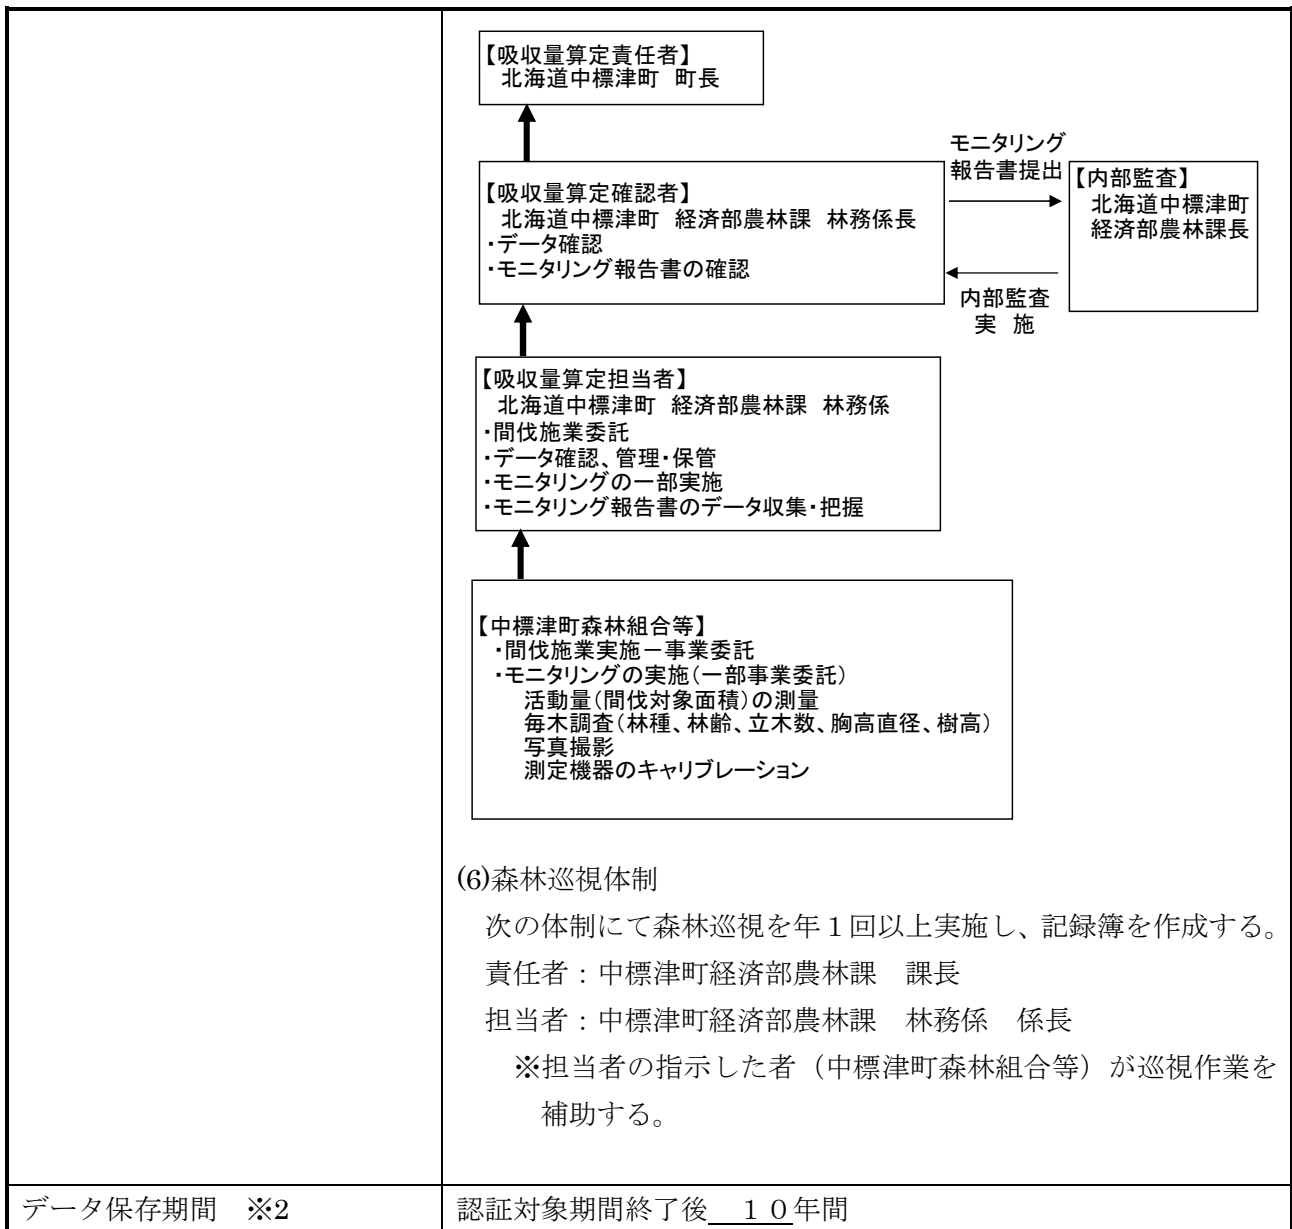 【吸収量算定責任者】
北海道中標津町　町長
モニタリング
報告書提出
【吸収量算定確認者】
北海道中標津町　経済部農林課　林務係長
・データ確認
・モニタリング報告書の確認
【内部監査】
北海道中標津町
経済部農林課長
内部監査
実　施
【吸収量算定担当者】
北海道中標津町　経済部農林課　林務係
・間伐施業委託
・データ確認、管理・保管
・モニタリングの一部実施
・モニタリング報告書のデータ収集・把握
【中標津町森林組合等】
・間伐施業実施－事業委託
・モニタリングの実施（一部事業委託）
活動量（間伐対象面積）の測量
毎木調査（林種、林齢、立木数、胸高直径、樹高）
写真撮影
測定機器のキャリブレーション
(6)森林巡視体制
次の体制にて森林巡視を年１回以上実施し、記録簿を作成する。
責任者：中標津町経済部農林課　課長
担当者：中標津町経済部農林課　林務係　係長
※担当者の指示した者（中標津町森林組合等）が巡視作業を
補助する。
データ保存期間　※2
認証対象期間終了後　１０年間